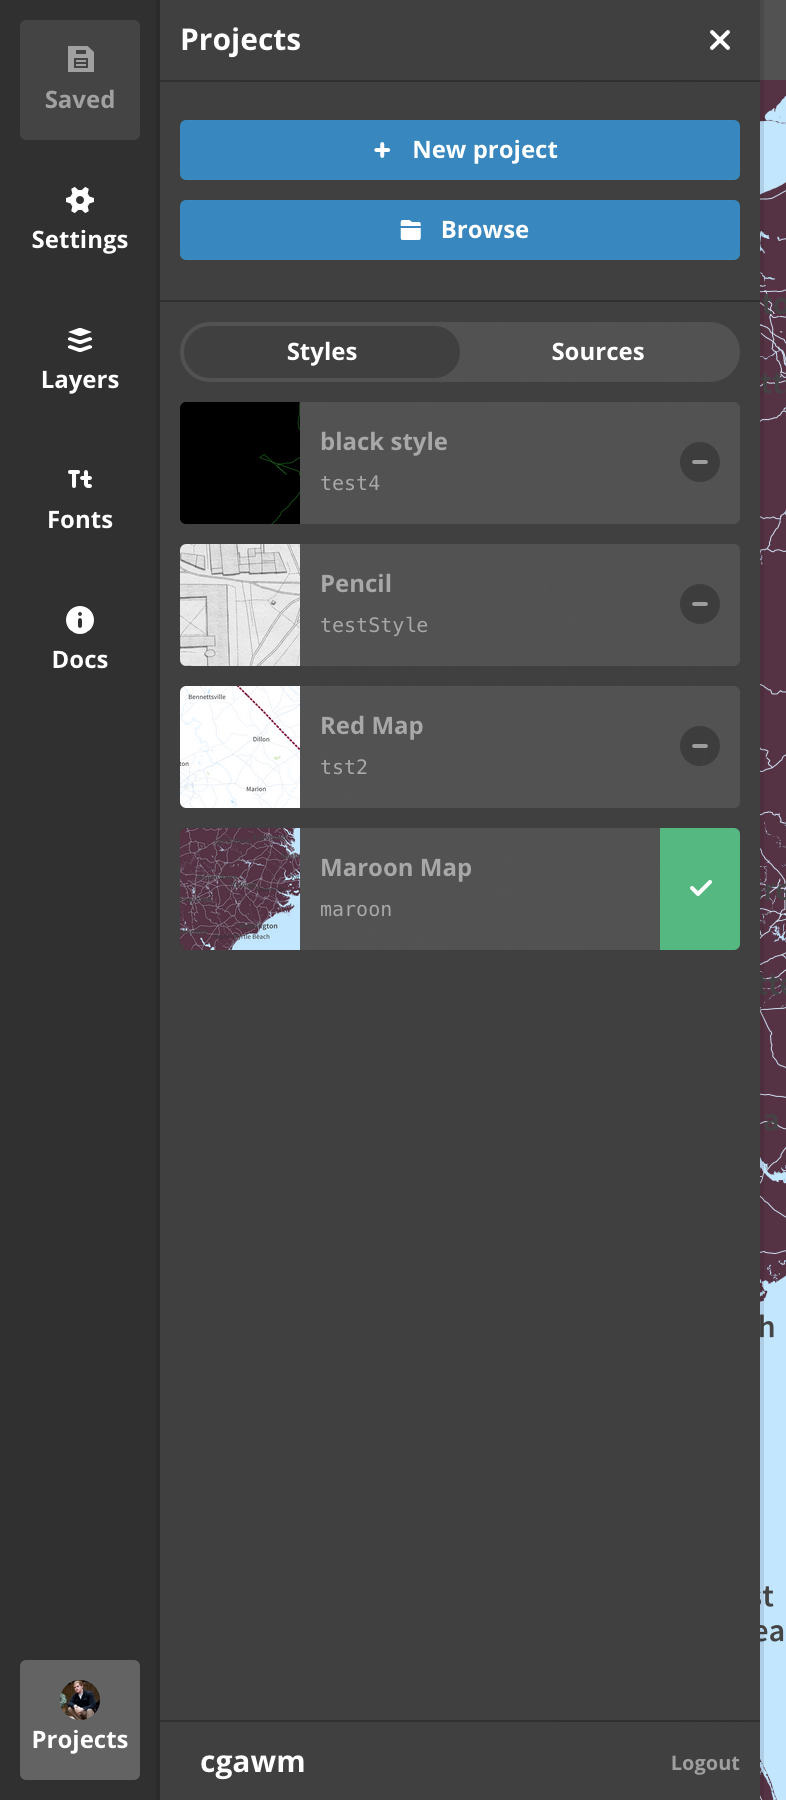 Projects
Saved
New project
Settings
Browse
Layers
Styles
Sources
black style
test4
Fonts
Pencil
testStyle
Docs
Bennettsville
Dillon
Marion
Red Map
tst2
Maroon Map
maroon
Projects
cgawm
Logout